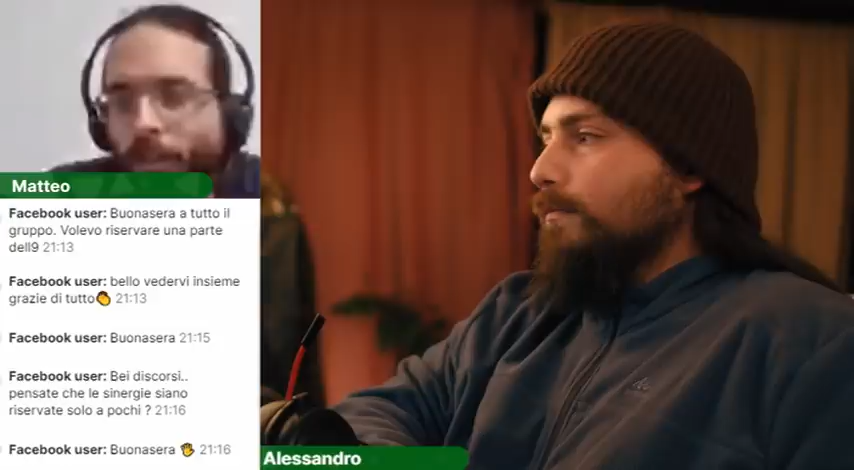 Matteo
Facebook user: Buonasera a tutto il
gruppo. Volevo riservare una parte
dell9 21:13
Facebook user: bello vedervi insieme
grazie di tutto👏 21:13
Facebook user: Buonasera 21:15
Facebook user: Bei discorsi..
pensate che le sinergie siano
riservate solo a pochi ? 21:16
Facebook user: Buonasera 👋 21:16
Alessandro